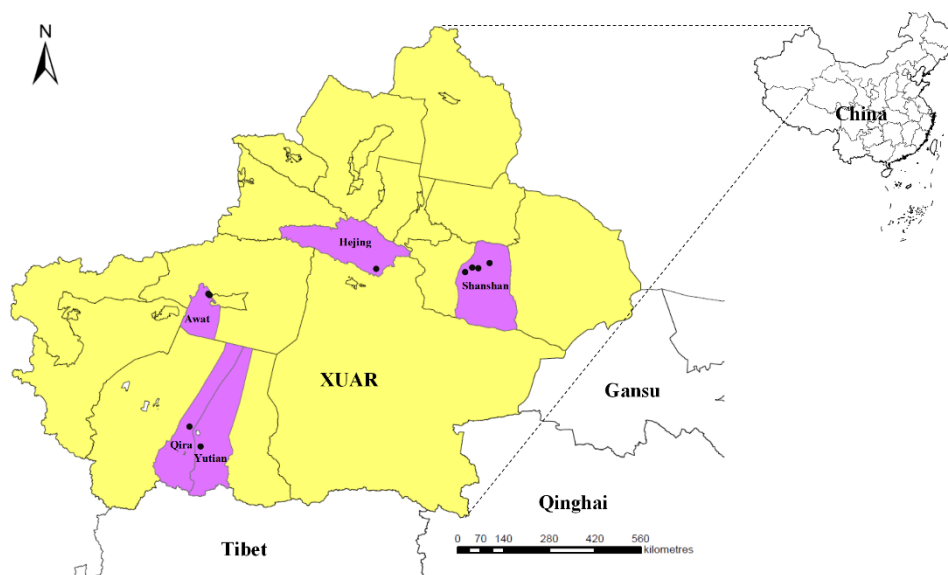 N
China
Hejing
Shanshan
Awat
XUAR
Gansu
Qira
Yutian
Qinghai
Tibet
0 70 140 280 420 560
kilometres